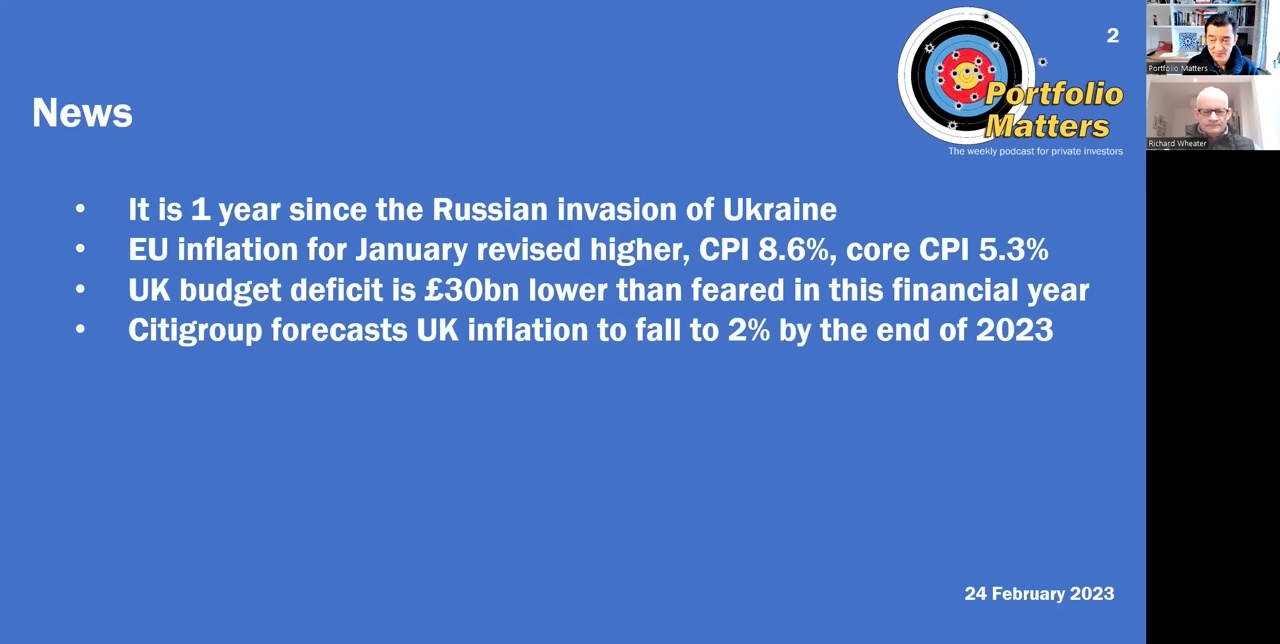 2
Portfolio
Matters
The weekly podcast for private investors
News
• It is 1 year since the Russian invasion of Ukraine
• EU inflation for January revised higher, CPI 8.6%, core CPI 5.3%
• UK budget deficit is £30bn lower than feared in this financial year
• Citigroup forecasts UK inflation to fall to 2% by the end of 2023
24 February 2023
Portfolio Matters
Richard Wheater